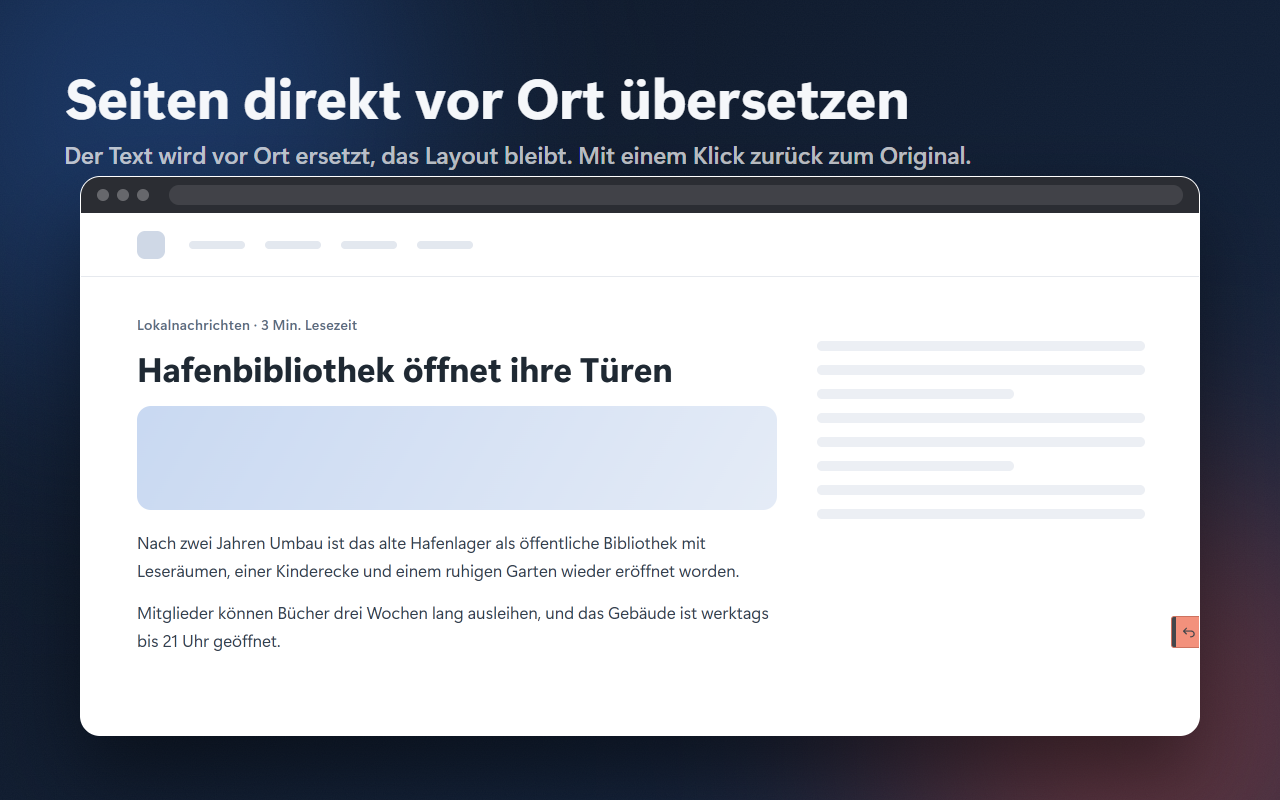 Seiten direkt vor Ort übersetzen
Der Text wird vor Ort ersetzt, das Layout bleibt. Mit einem Klick zurück zum Original.
Lokalnachrichten · 3 Min. Lesezeit
Hafenbibliothek öffnet ihre Türen
Nach zwei Jahren Umbau ist das alte Hafenlager als öffentliche Bibliothek mit
Leseräumen, einer Kinderecke und einem ruhigen Garten wieder eröffnet worden.
Mitglieder können Bücher drei Wochen lang ausleihen, und das Gebäude ist werktags
bis 21 Uhr geöffnet.